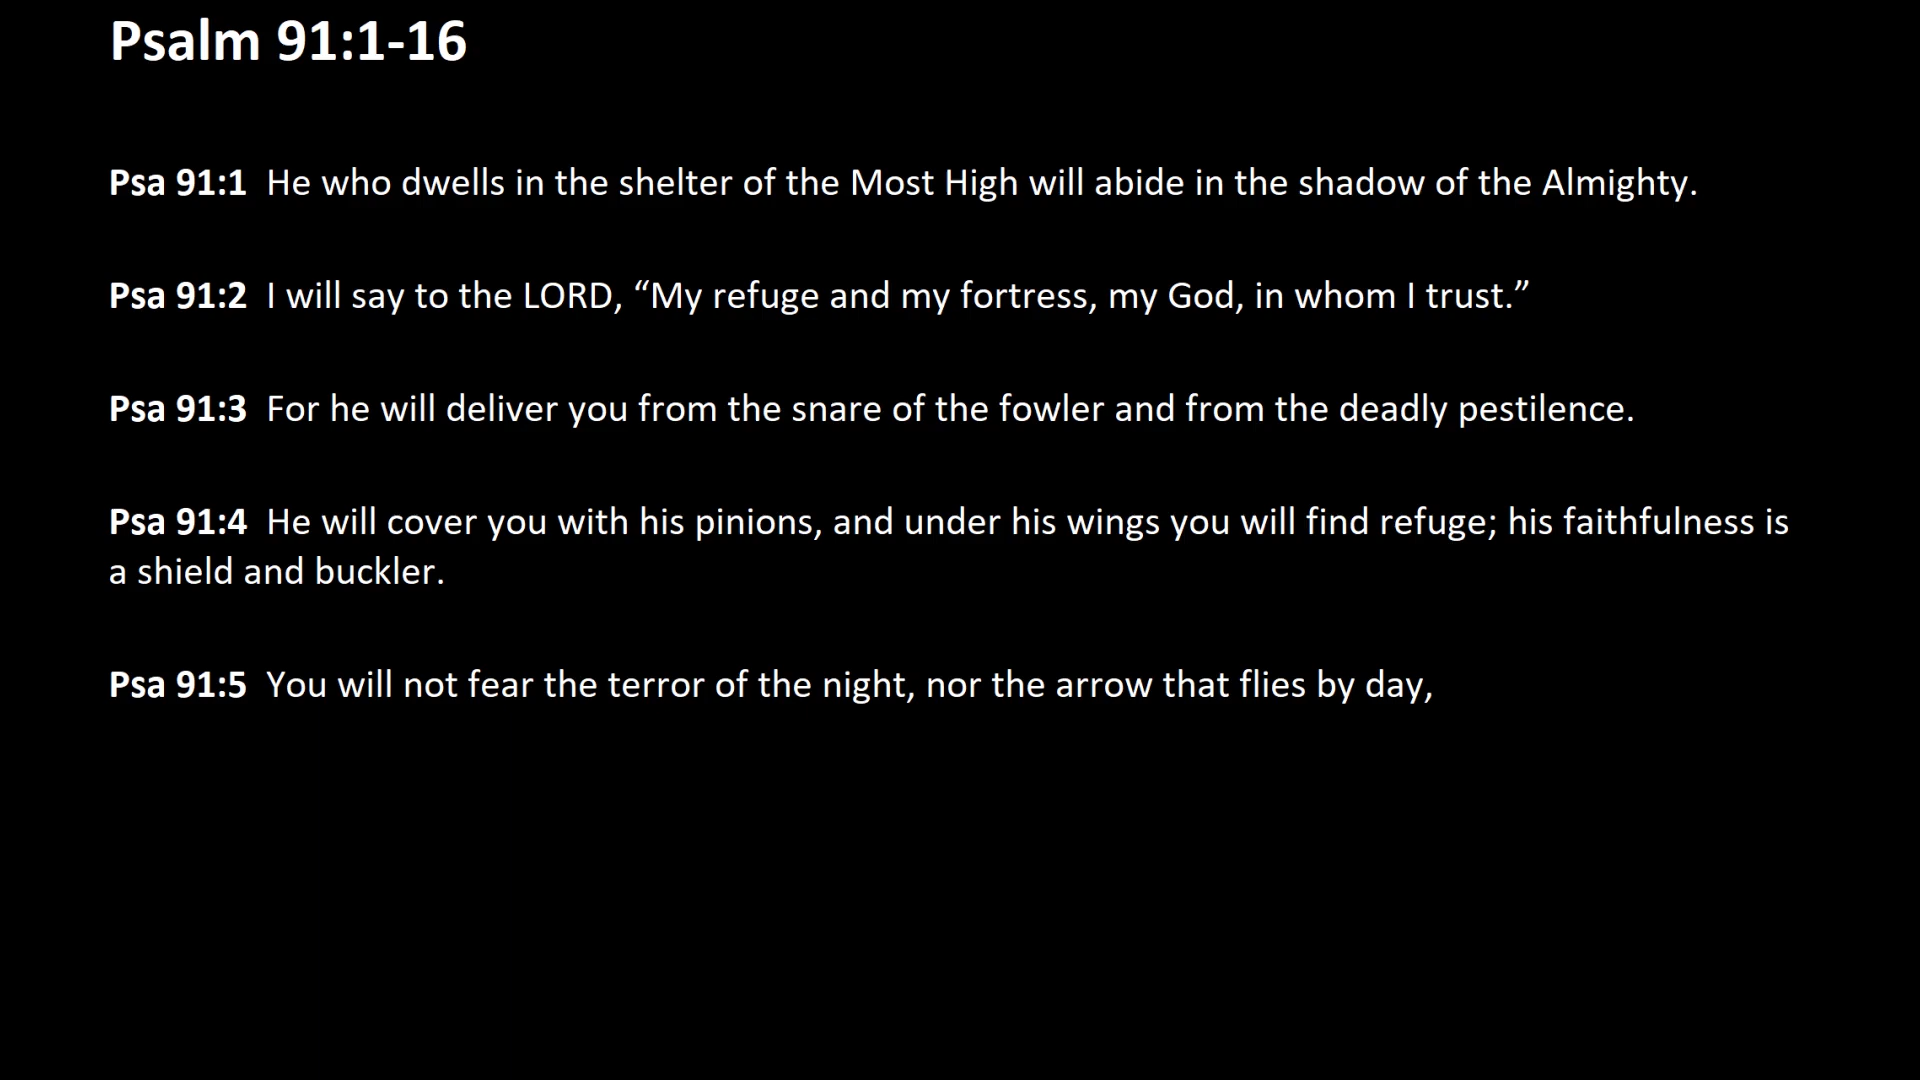 Psalm 91:1-16
Psa 91:1 He who dwells in the shelter of the Most High will abide in the shadow of the Almighty.
Psa 91:2 I will say to the LORD, “My refuge and my fortress, my God, in whom I trust.”
Psa 91:3 For he will deliver you from the snare of the fowler and from the deadly pestilence.
Psa 91:4 He will cover you with his pinions, and under his wings you will find refuge; his faithfulness is
a shield and buckler.
Psa 91:5 You will not fear the terror of the night, nor the arrow that flies by day,